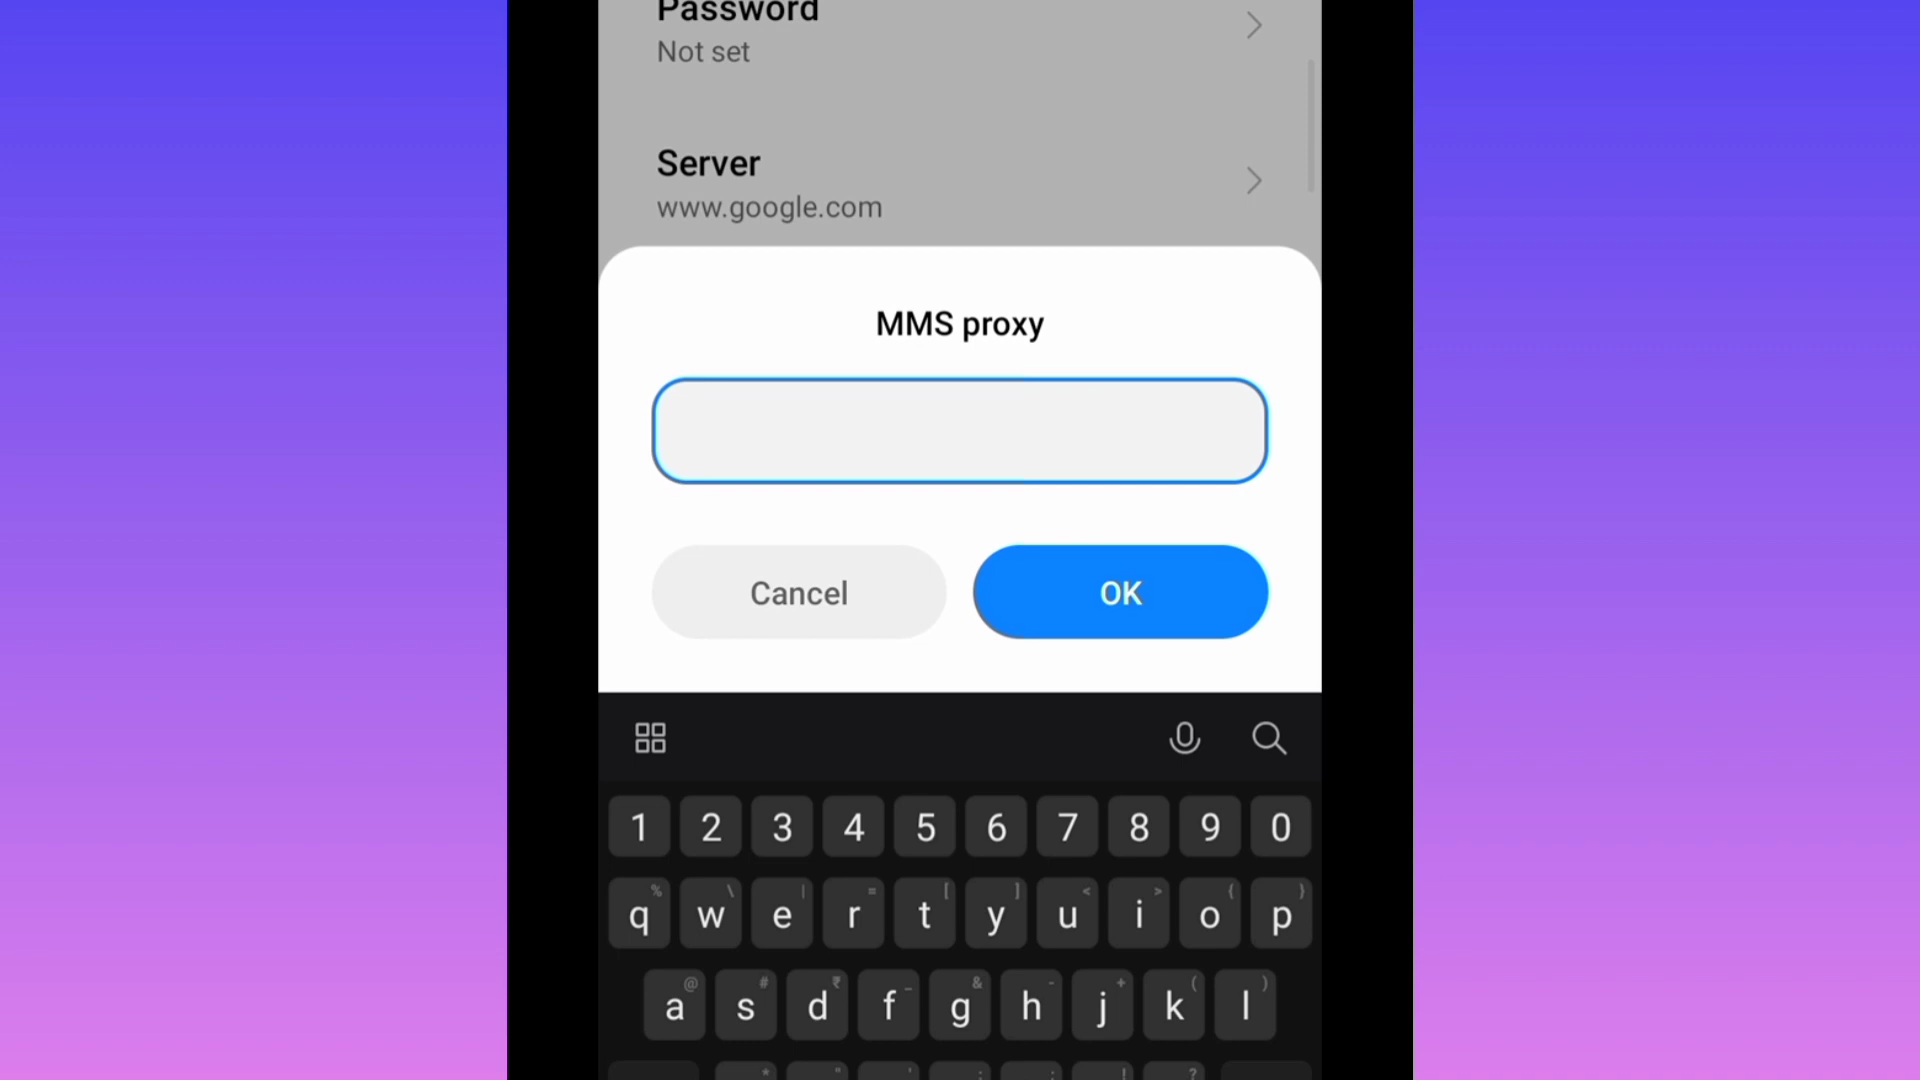 Password
Not set
Server
www.google.com
MMS proxy
Cancel OK
1 2 3 4 5 6 7 8 9 0
% \ | = [ ] < > { }
q w e r t y u i o p
@ # ₹ _ & - + ( )
a s d f g h j k l
* " ' : ; ! ?